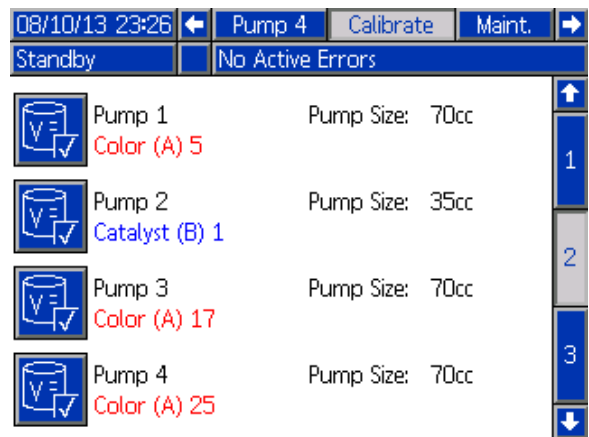 08/10/13 23:26 Pump 4 Calibrate Maint.
Standby No Active Errors
Pump 1 Pump Size: 70cc
Color (A) 5
1
Pump 2 Pump Size: 35cc
Catalyst (B) 1
2
Pump 3 Pump Size: 70cc
Color (A) 17
3
Pump 4 Pump Size: 70cc
Color (A) 25